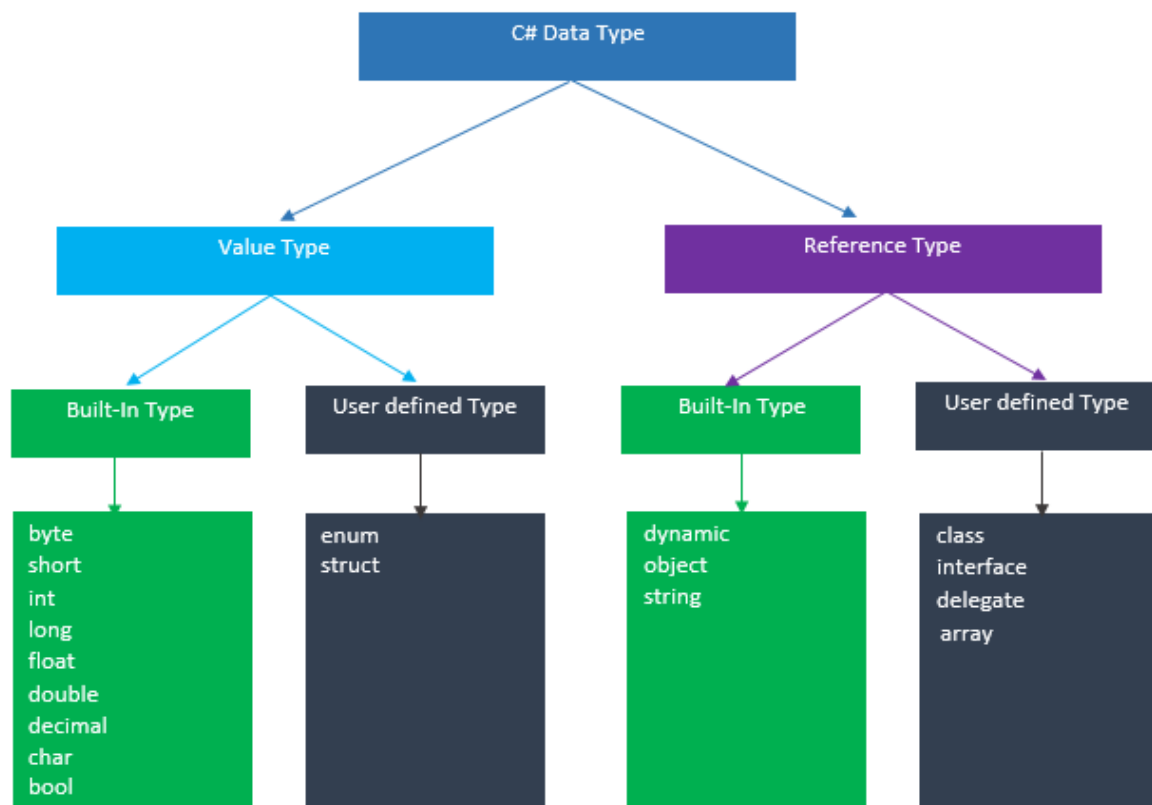 C# Data Type
Value Type
Reference Type
Built-In Type
User defined Type
Built-In Type
User defined Type
byte
short
int
long
float
double
decimal
char
bool
enum
struct
dynamic
object
string
class
interface
delegate
array